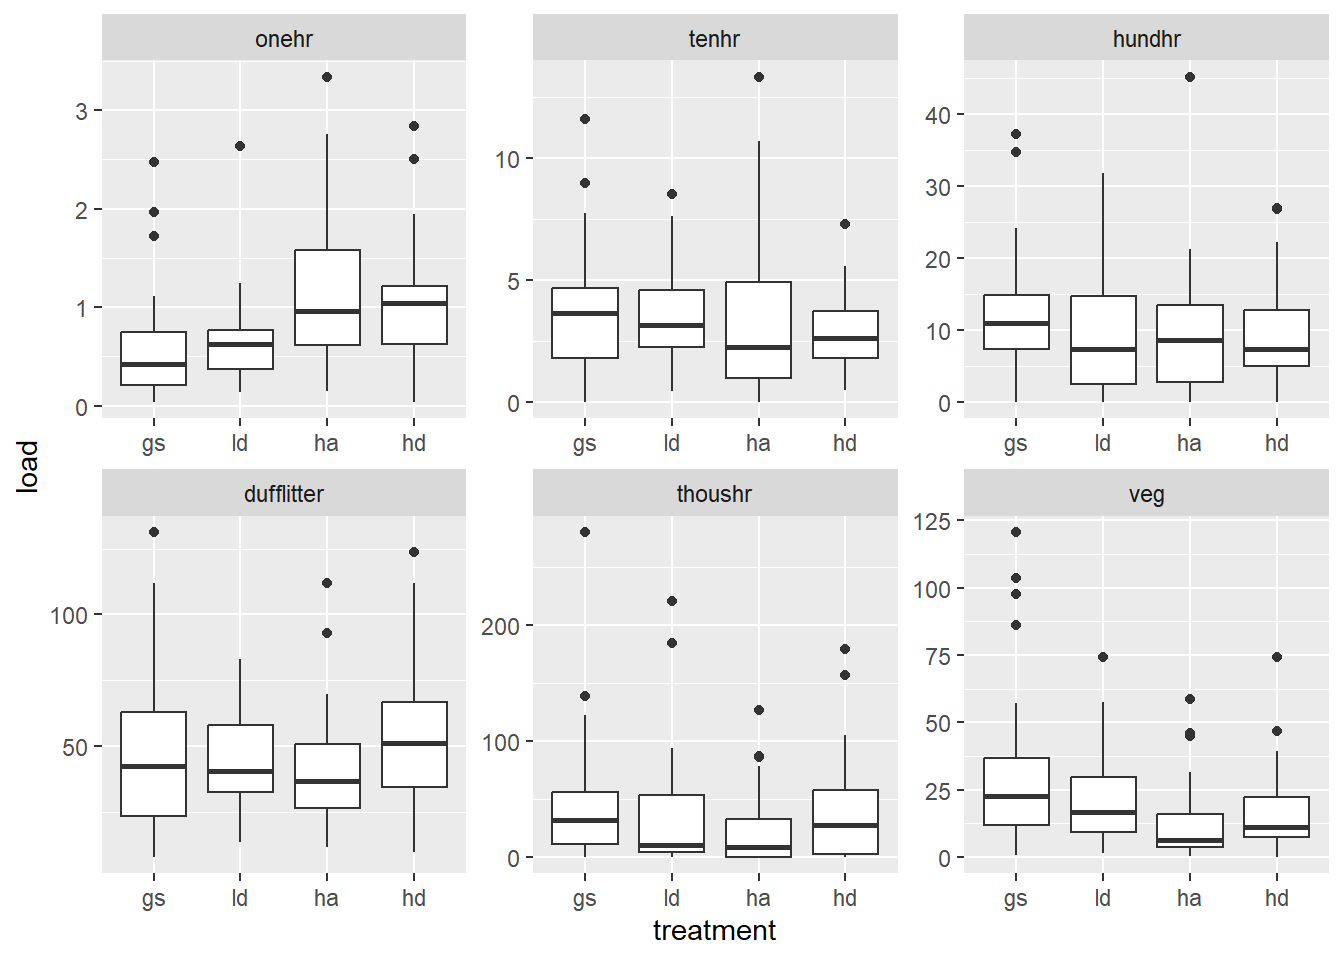 onehr
tenhr
hundhr
3
2
1
0
10
5
0
40
30
20
10
0
gs ld ha hd
gs ld ha hd
gs ld ha hd
load
dufflitter
thoushr
veg
100
50
200
100
0
125
100
75
50
25
0
gs ld ha hd
gs ld ha hd
gs ld ha hd
treatment